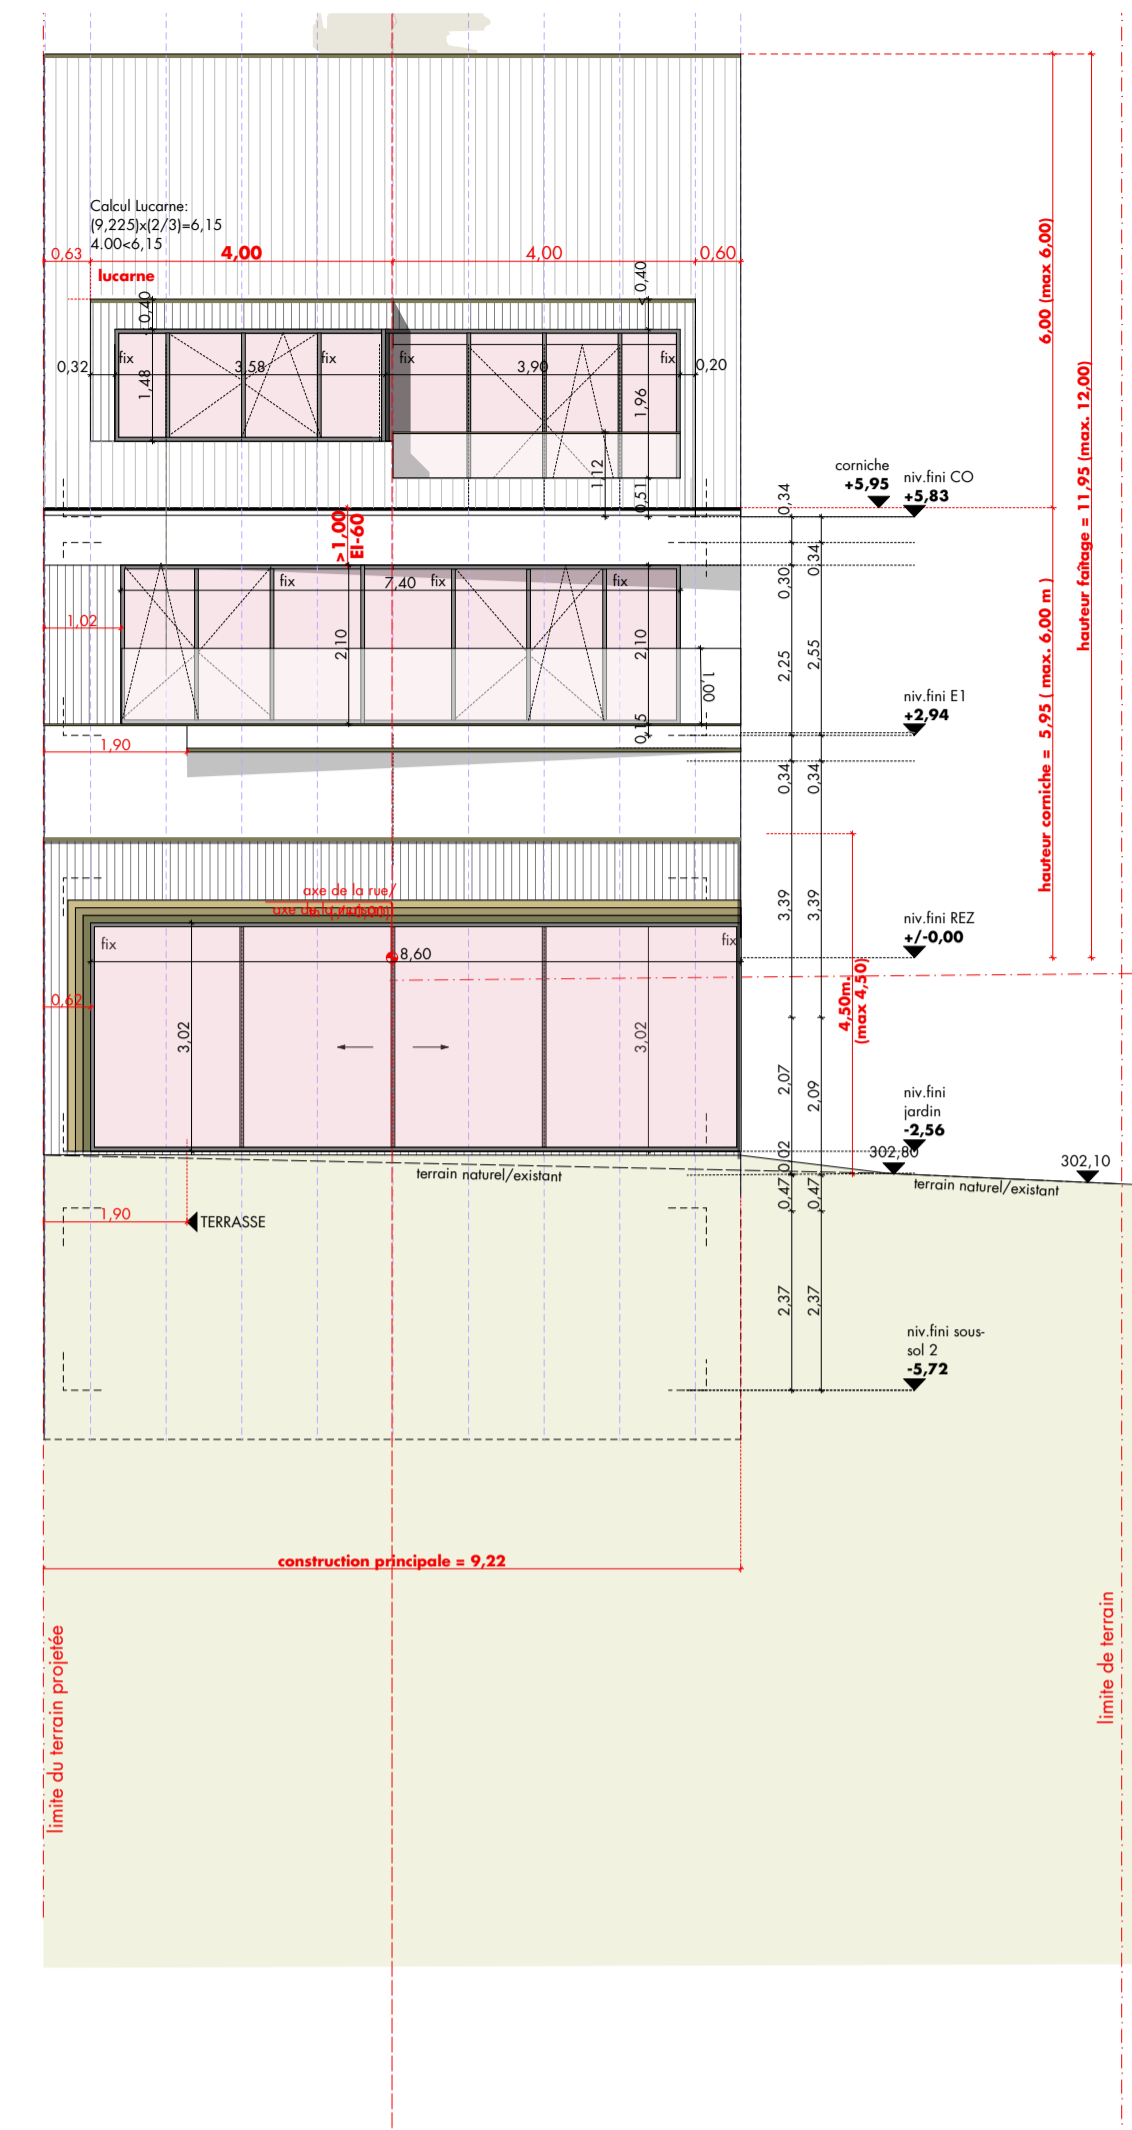 Calcul Lucarne:
(9,225)x(2/3)=6,15
4.00<6,15
0,63
4,00
4,00
0,60
lucarne
0,40
< 0,40
6,00 (max 6,00)
fix
fix
fix
fix
0,32
3,58
3,90
0,20
1,48
1,96
hauteur faîtage = 11,95 (max. 12,00)
1,12
0,51
corniche
+5,95
niv.fini CO
+5,83
0,34
>1,00
EI-60
0,34
0,30
fix
7,40
fix
fix
1,02
2,10
2,10
2,25
2,55
1,00
niv.fini E1
+2,94
0,15
1,90
0,34
0,34
hauteur corniche = 5,95 ( max. 6,00 m )
axe de la rue/
3,39
3,39
niv.fini REZ
+/-0,00
fix
fix
8,60
4,50m.
(max 4,50)
0,62
3,02
3,02
2,07
2,09
niv.fini
jardin
-2,56
0,02
302,80
302,10
terrain naturel/existant
terrain naturel/existant
0,47
0,47
1,90
TERRASSE
2,37
2,37
niv.fini sous-
sol 2
-5,72
construction principale = 9,22
limite du terrain projetée
limite de terrain